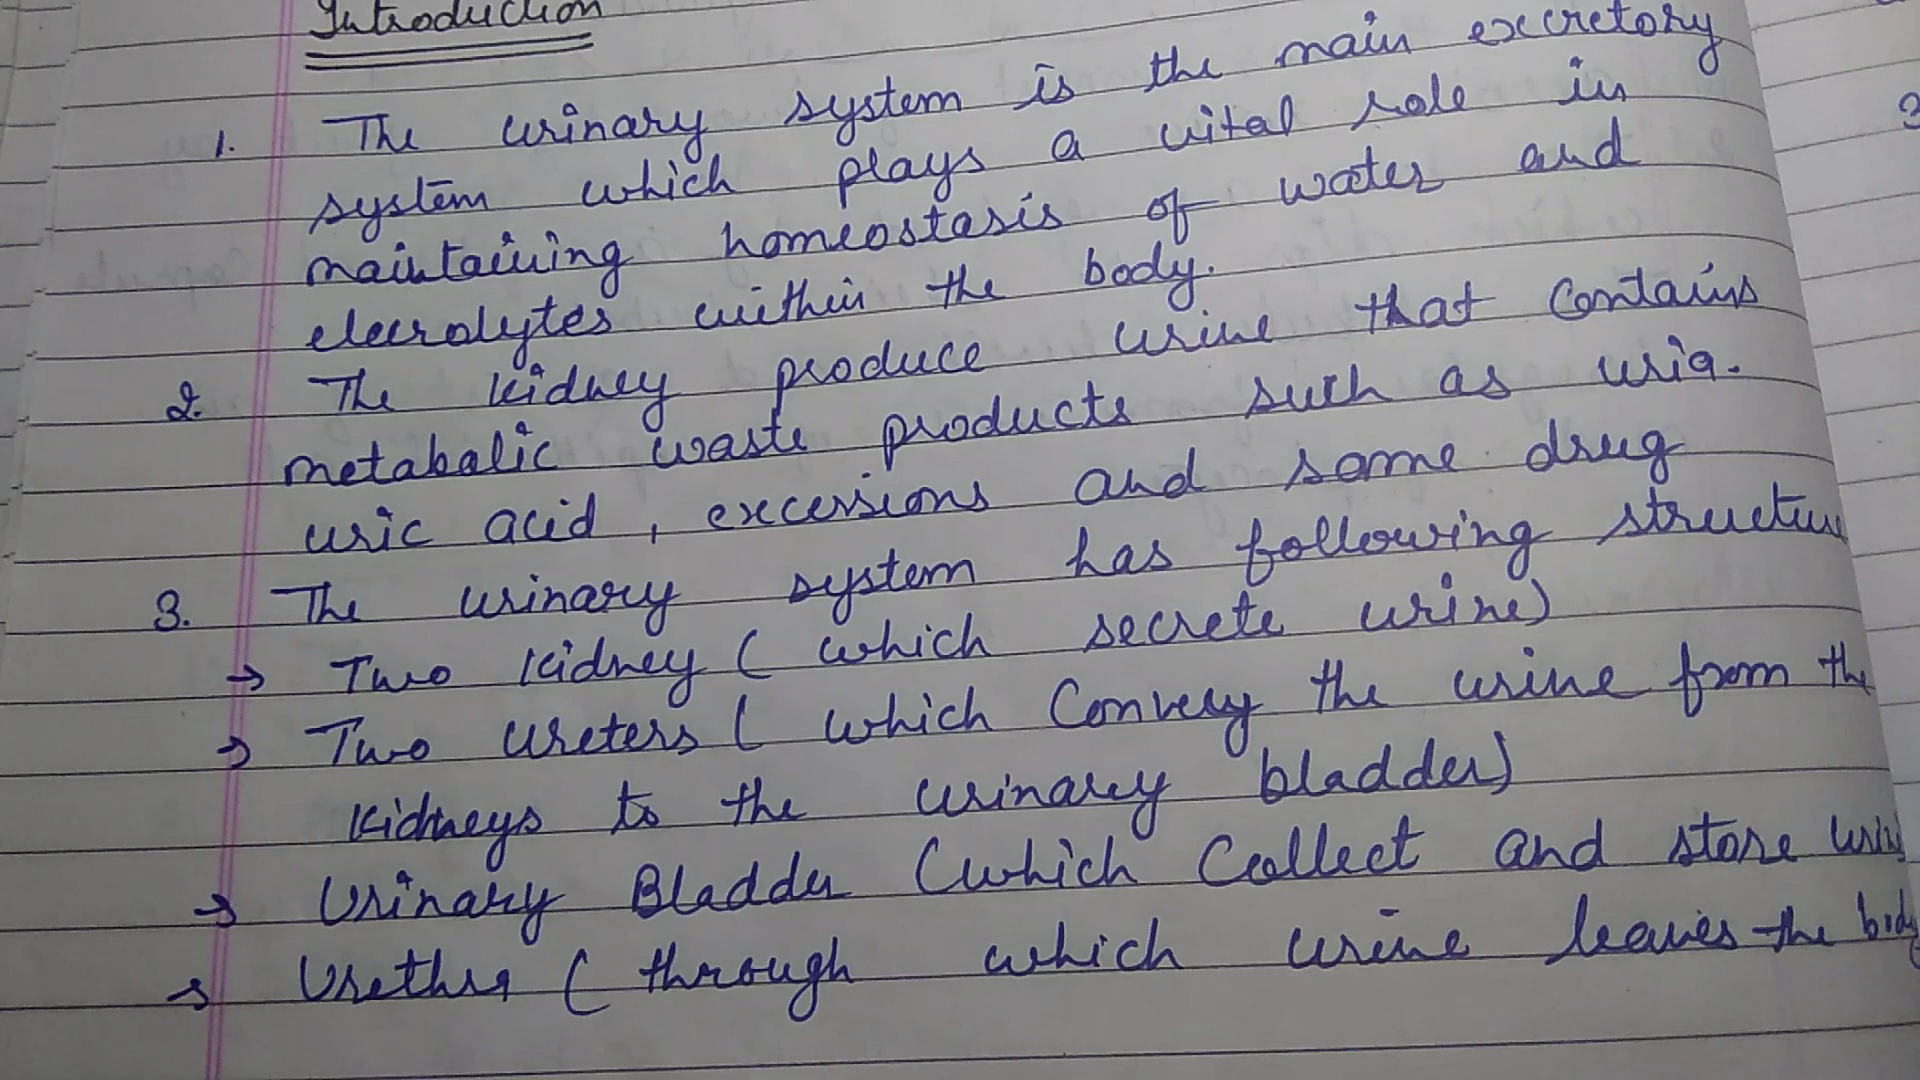 Introduction
1. The urinary system is the main excretory
system which plays a vital role in
maintaining homeostasis of water and
elecrolytes within the body.
2. The kidney produce urine that contains
metabalic waste products such as uria.
uric acid, excersions and some drug
3. The urinary system has following structure
→ Two kidney ( which secrete urine)
→ Two ureters ( which convey the urine from the
kidneys to the urinary bladder)
→ Urinary Bladder (which collect and store
→ Urethra ( through which urine leaves the body